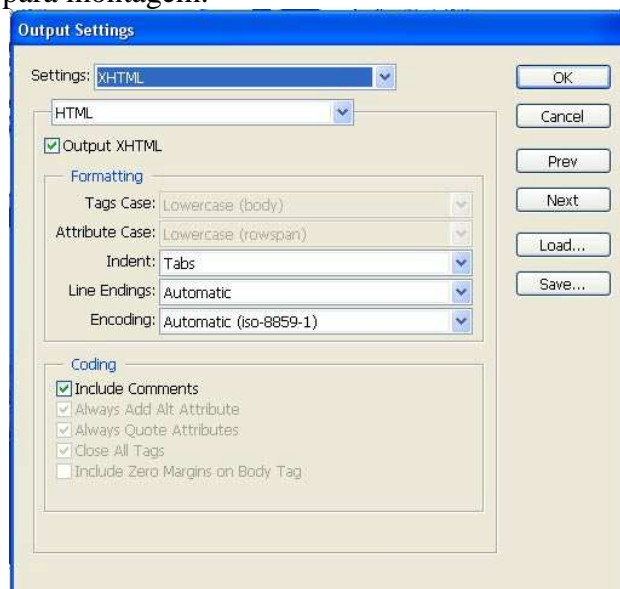 para montagem.
Output Settings
Settings: XHTML
OK
HTML
Cancel
Output XHTML
Prev
Formatting
Tags Case: Lowercase (body)
Next
Attribute Case: Lowercase (rowspan)
Load...
Indent: Tabs
Line Endings: Automatic
Save...
Encoding: Automatic (iso-8859-1)
Coding
Include Comments
Always Add Alt Attribute
Always Quote Attributes
Close All Tags
Include Zero Margins on Body Tag